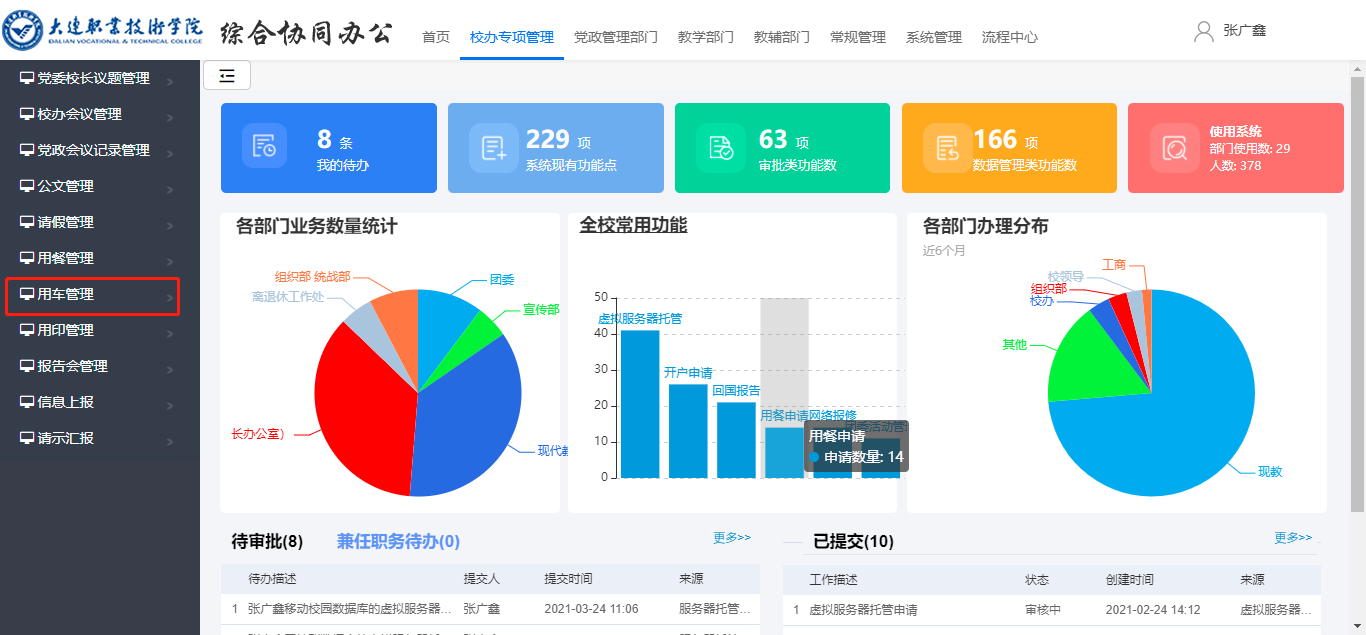 大连职业技术学院
DALIAN VOCATIONAL & TECHNICAL COLLEGE
综合协同办公
首页 校办专项管理 党政管理部门 教学部门 教辅部门 常规管理 系统管理 流程中心
张广鑫
党委校长议题管理
校办会议管理
党政会议记录管理
公文管理
请假管理
用餐管理
用车管理
用印管理
报告会管理
信息上报
请示汇报
8 条
我的待办
229 项
系统现有功能点
63 项
审批类功能数
166 项
数据管理类功能数
使用系统
部门使用数: 29
人数: 378
各部门业务数量统计
组织部 统战部
团委
离退休工作处
宣传部
长办公室）
现代教
全校常用功能
50
虚拟服务器托管
40
开户申请
30
回国报告
20
用餐申请
网络报修
团委活动管
10
0
用餐申请
申请数量: 14
各部门办理分布
近6个月
工商
校领导
组织部
校办
其他
现教
待审批(8) 兼任职务待办(0) 更多>>
待办描述 提交人 提交时间 来源
1 张广鑫移动校园数据库的虚拟服务器... 张广鑫 2021-03-24 11:06 服务器托管...
已提交(10) 更多>>
工作描述 状态 创建时间 来源
1 虚拟服务器托管申请 审核中 2021-02-24 14:12 虚拟服务器...